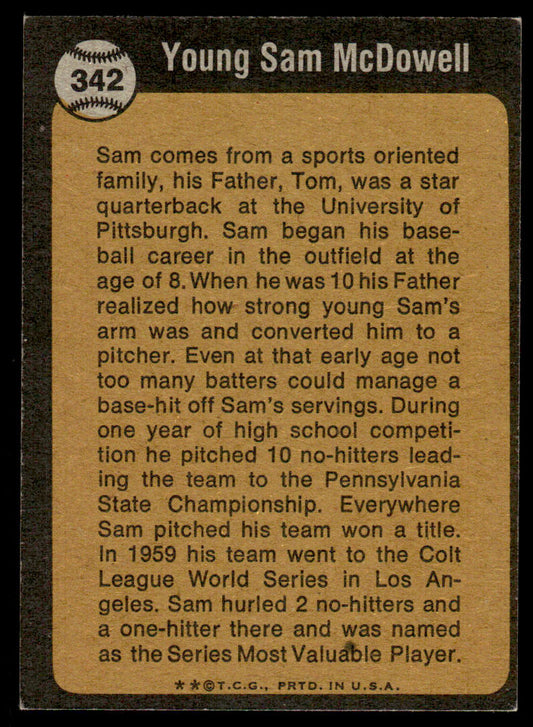 342
Young Sam McDowell
Sam comes from a sports oriented
family, his Father, Tom, was a star
quarterback at the University of
Pittsburgh. Sam began his base-
ball career in the outfield at the
age of 8. When he was 10 his Father
realized how strong young Sam's
arm was and converted him to a
pitcher. Even at that early age not
too many batters could manage a
base-hit off Sam's servings. During
one year of high school competi-
tion he pitched 10 no-hitters lead-
ing the team to the Pennsylvania
State Championship. Everywhere
Sam pitched his team won a title.
In 1959 his team went to the Colt
League World Series in Los An-
geles. Sam hurled 2 no-hitters and
a one-hitter there and was named
as the Series Most Valuable Player.
**©T.C.G., PRTD. IN U.S.A.